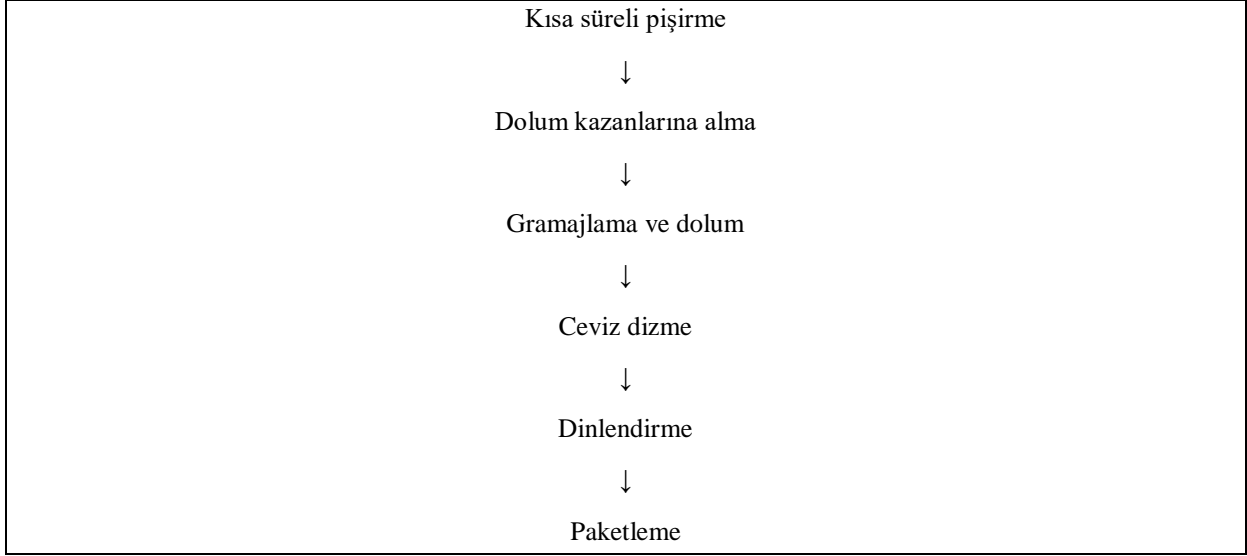 Kısa süreli pişirme
↓
Dolum kazanlarına alma
↓
Gramajlama ve dolum
↓
Ceviz dizme
↓
Dinlendirme
↓
Paketleme